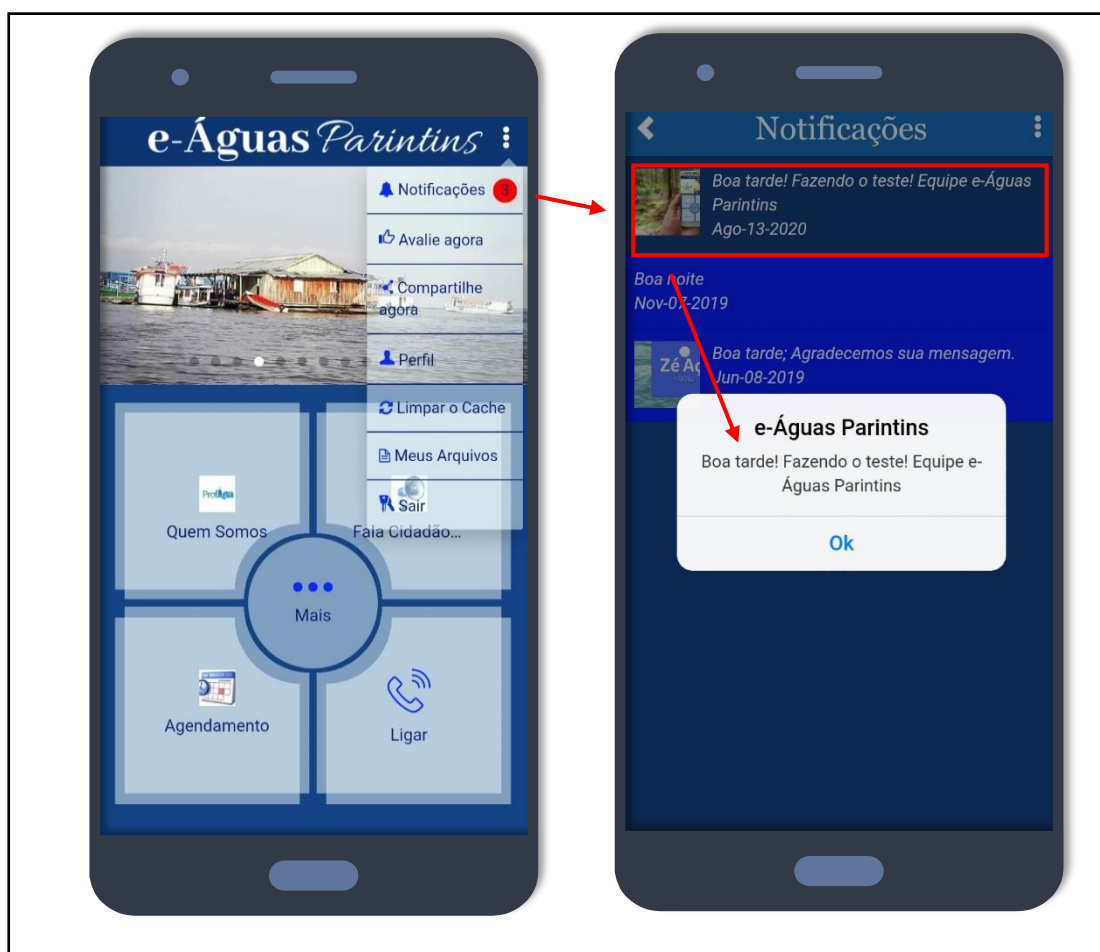 e-Águas Parintins
Notificações 3
Avalie agora
Compartilhe
agora
Perfil
Limpar o Cache
Meus Arquivos
Sair
ProfÁgua
Quem Somos
Fala Cidadão...
Mais
Agendamento
Ligar
Notificações
Boa tarde! Fazendo o teste! Equipe e-Águas
Parintins
Ago-13-2020
Boa noite
Nov-07-2019
Zé
Boa tarde; Agradecemos sua mensagem.
Jun-08-2019
e-Águas Parintins
Boa tarde! Fazendo o teste! Equipe e-
Águas Parintins
Ok